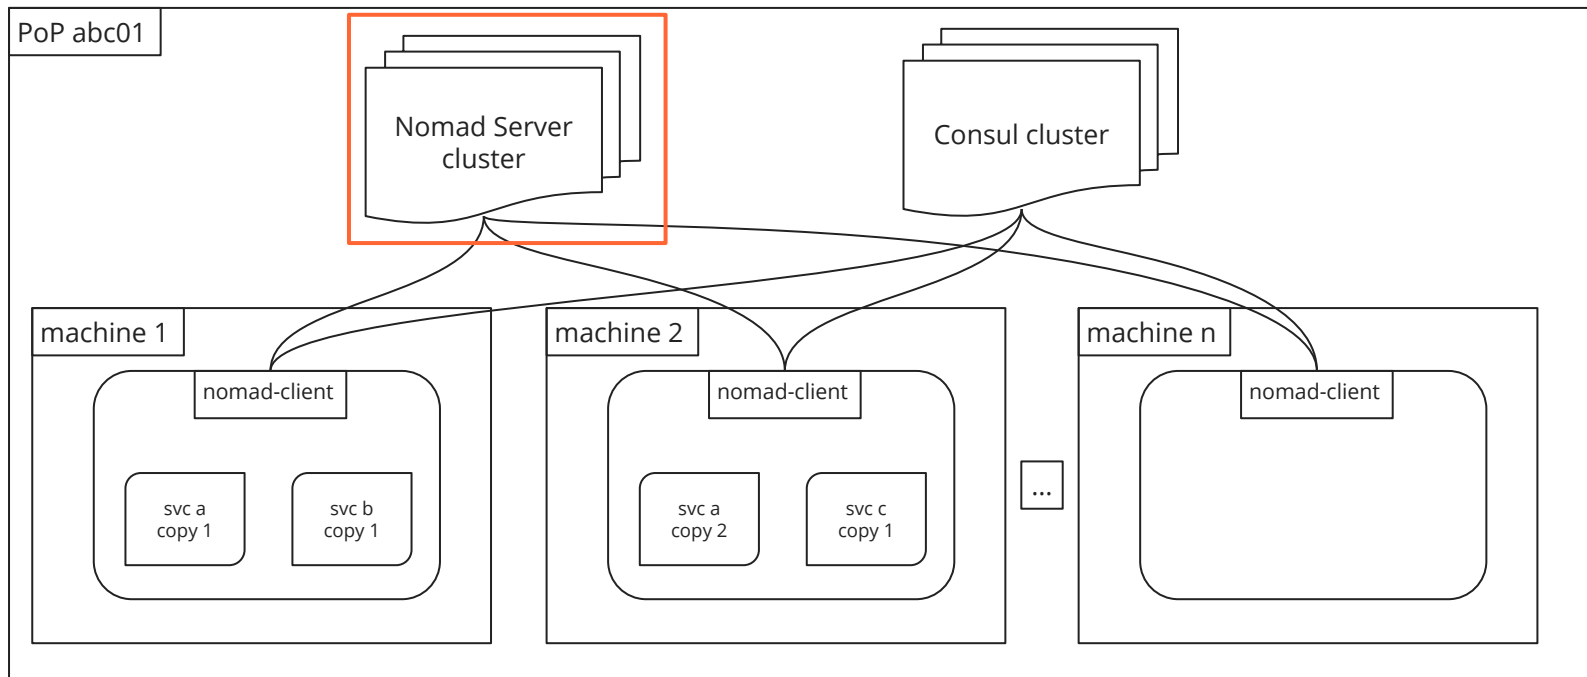 PoP abc01
Nomad Server
cluster
Consul cluster
machine 1
machine 2
machine n
nomad-client
nomad-client
nomad-client
svc a
copy 1
svc b
copy 1
svc a
copy 2
svc c
copy 1
...